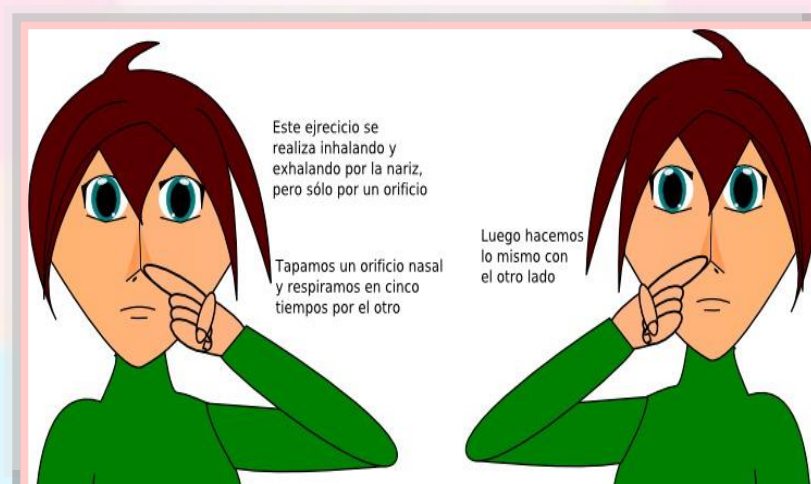 Este ejrecicio se
realiza inhalando y
exhalando por la nariz,
pero sólo por un orificio
Tapamos un orificio nasal
y respiramos en cinco
tiempos por el otro
Luego hacemos
lo mismo con
el otro lado